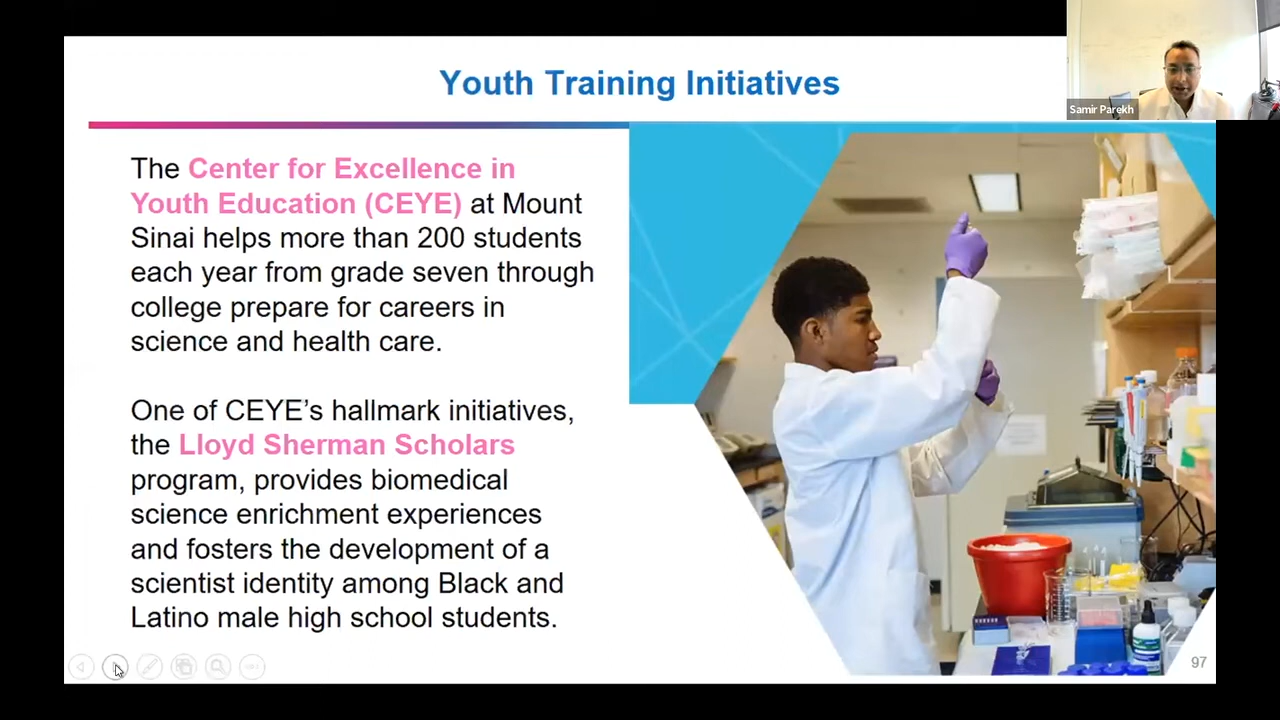 Youth Training Initiatives
Samir Parekh
The Center for Excellence in
Youth Education (CEYE) at Mount
Sinai helps more than 200 students
each year from grade seven through
college prepare for careers in
science and health care.
One of CEYE’s hallmark initiatives,
the Lloyd Sherman Scholars
program, provides biomedical
science enrichment experiences
and fosters the development of a
scientist identity among Black and
Latino male high school students.
97